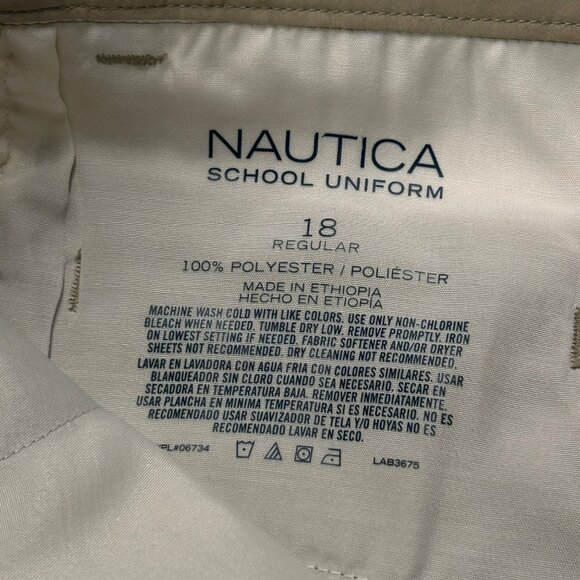 NAUTICA
SCHOOL UNIFORM
18
REGULAR
100% POLYESTER / POLIÉSTER
MADE IN ETHIOPIA
HECHO EN ETIOPÍA
MACHINE WASH COLD WITH LIKE COLORS. USE ONLY NON-CHLORINE
BLEACH WHEN NEEDED. TUMBLE DRY LOW. REMOVE PROMPTLY. IRON
ON LOWEST SETTING IF NEEDED. FABRIC SOFTENER AND/OR DRYER
SHEETS NOT RECOMMENDED. DRY CLEANING NOT RECOMMENDED.
LAVAR EN LAVADORA CON AGUA FRIA CON COLORES SIMILARES. USAR
BLANQUEADOR SIN CLORO CUANDO SEA NECESARIO. SECAR EN
SECADORA EN TEMPERATURA BAJA. REMOVER INMEDIATAMENTE.
USAR PLANCHA EN MINIMA TEMPERATURA SI ES NECESARIO. NO ES
RECOMENDADO USAR SUAVIZADOR DE TELA Y/O HOYAS NO ES
RECOMENDADO LAVAR EN SECO.
PL#06734
LAB3675